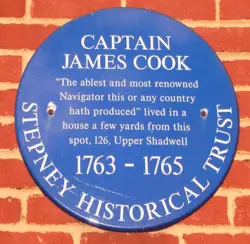 CAPTAIN
JAMES COOK
"The ablest and most renowned
Navigator this or any country
hath produced" lived in a
house a few yards from this
spot, 126, Upper Shadwell
1763 - 1765
STEPNEY HISTORICAL TRUST